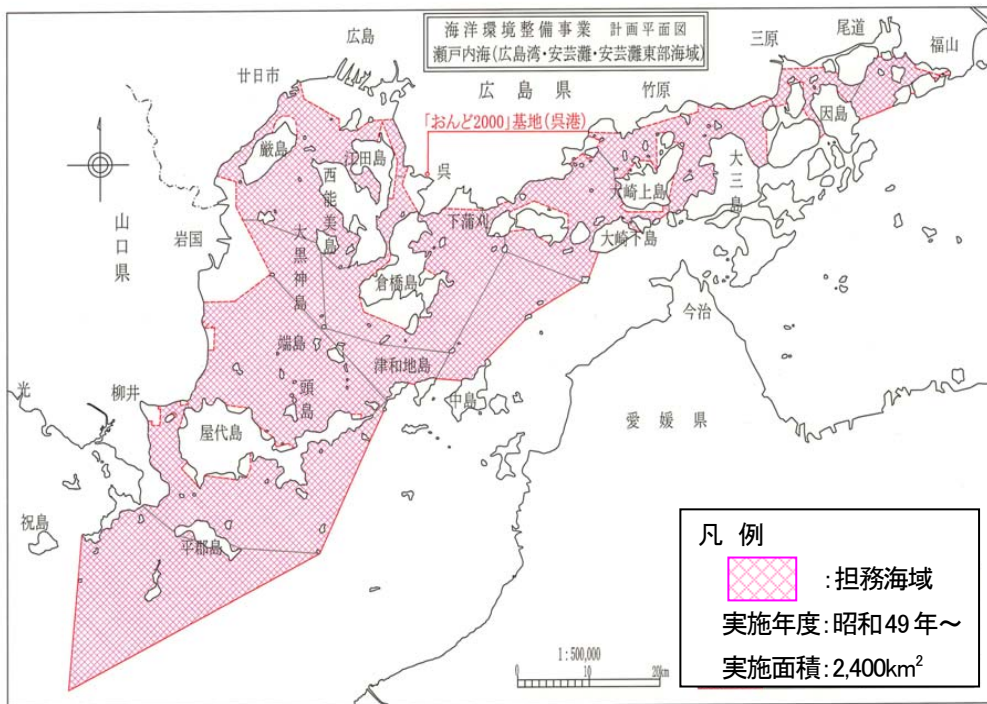 海洋環境整備事業 計画平面図
瀬戸内海(広島湾・安芸灘・安芸灘東部海域)
広島
廿日市
尾道
三原
福山
広島県
竹原
「おんど2000」基地(呉港)
因島
厳島
江田島
呉
西能美島
大崎上島
大三島
山口県
岩国
大黒神島
下蒲刈
大崎下島
倉橋島
今治
端島
津和地島
光
柳井
頭島
中島
愛媛県
屋代島
祝島
平郡島
1:500,000
0 10 20km
凡 例
:担務海域
実施年度:昭和49年～
実施面積:2,400km²